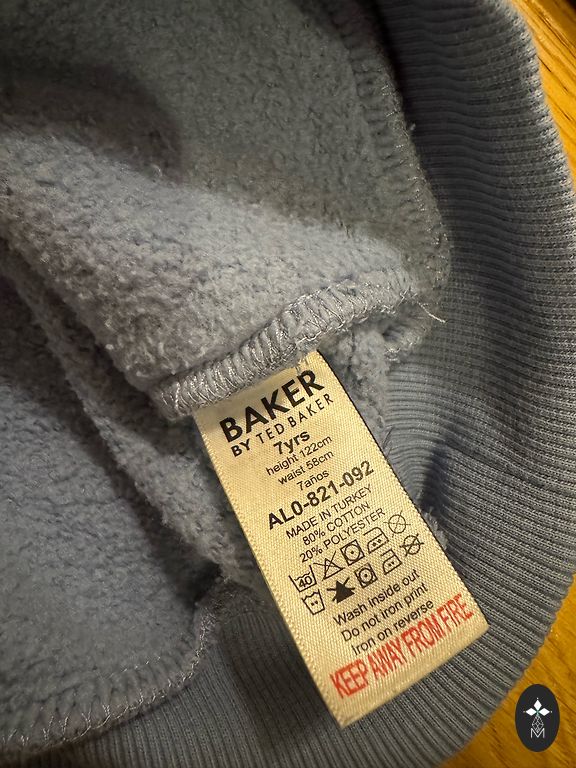 BAKER
BY TED BAKER
7yrs
height 122cm
waist 58cm
7años
AL0-821-092
MADE IN TURKEY
80% COTTON
20% POLYESTER
40
Wash inside out
Do not iron print
Iron on reverse
KEEP AWAY FROM FIRE
M